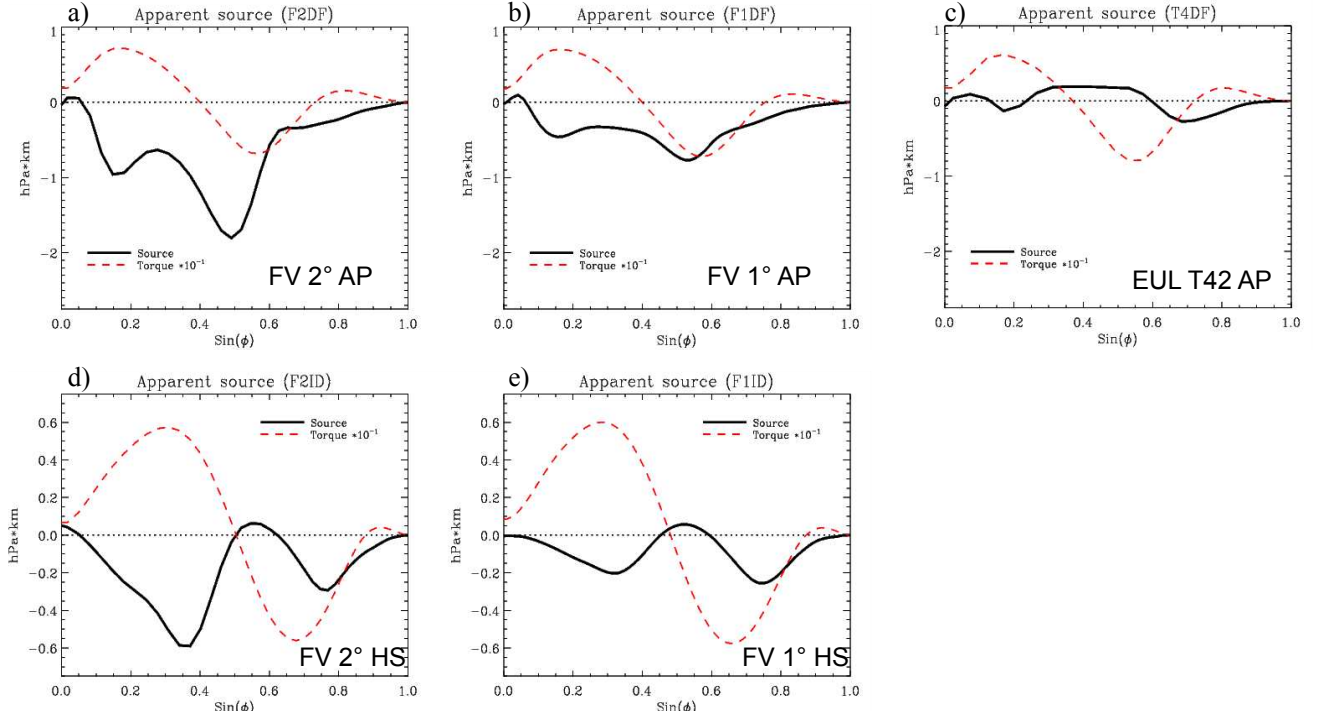 a)
Apparent source (F2DF)
1
0
−1
−2
hPa*km
Source
Torque *10⁻¹
FV 2° AP
0.0 0.2 0.4 0.6 0.8 1.0
Sin(ϕ)
b)
Apparent source (F1DF)
1
0
−1
−2
hPa*km
Source
Torque *10⁻¹
FV 1° AP
0.0 0.2 0.4 0.6 0.8 1.0
Sin(ϕ)
c)
Apparent source (T4DF)
1
0
−1
−2
hPa*km
Source
Torque *10⁻¹
EUL T42 AP
0.0 0.2 0.4 0.6 0.8 1.0
Sin(ϕ)
d)
Apparent source (F2ID)
0.6
0.4
0.2
0.0
−0.2
−0.4
−0.6
hPa*km
Source
Torque *10⁻¹
FV 2° HS
0.0 0.2 0.4 0.6 0.8 1.0
Sin(ϕ)
e)
Apparent source (F1ID)
0.6
0.4
0.2
0.0
−0.2
−0.4
−0.6
hPa*km
Source
Torque *10⁻¹
FV 1° HS
0.0 0.2 0.4 0.6 0.8 1.0
Sin(ϕ)